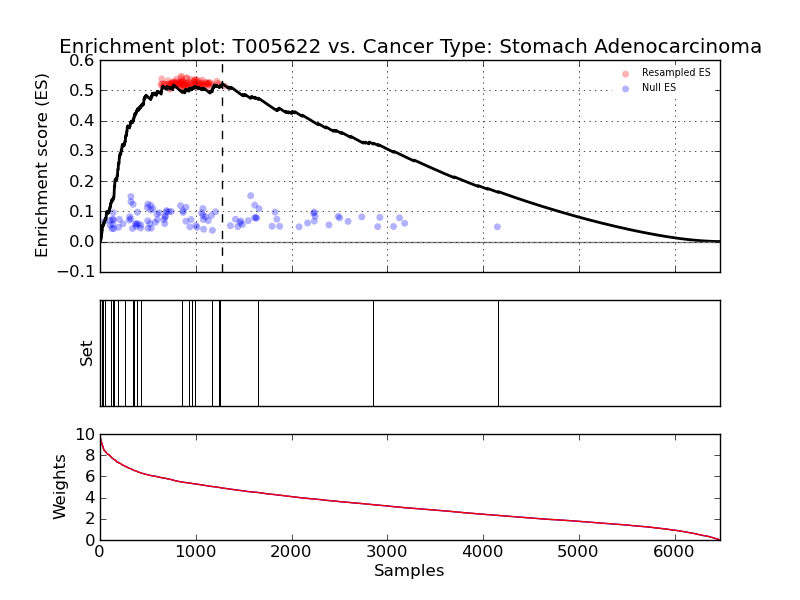 Enrichment plot: T005622 vs. Cancer Type: Stomach Adenocarcinoma
Enrichment score (ES)
0.6
0.5
0.4
0.3
0.2
0.1
0.0
−0.1
Resampled ES
Null ES
Set
Weights
10
8
6
4
2
0
0 1000 2000 3000 4000 5000 6000
Samples